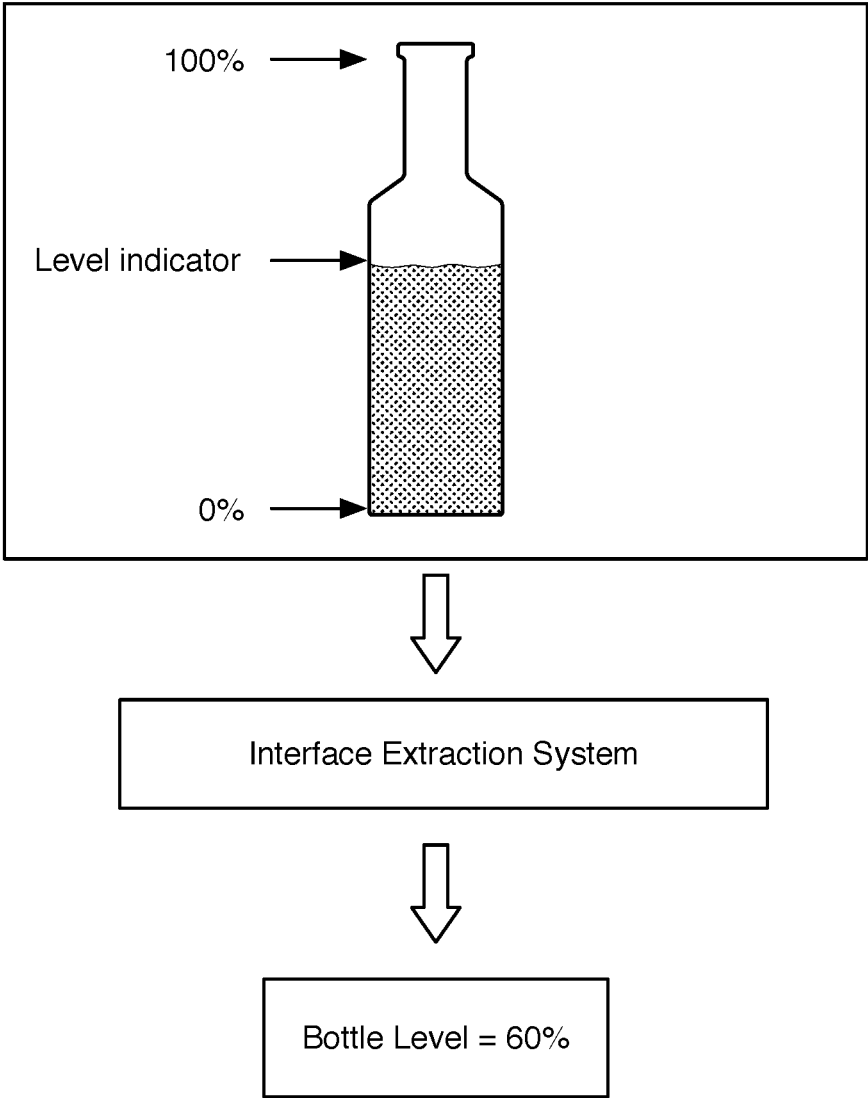 100%
Level indicator
0%
Interface Extraction System
Bottle Level = 60%